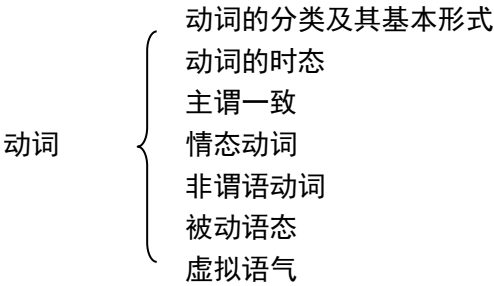 动词的分类及其基本形式
动词的时态
主谓一致
动词
情态动词
非谓语动词
被动语态
虚拟语气